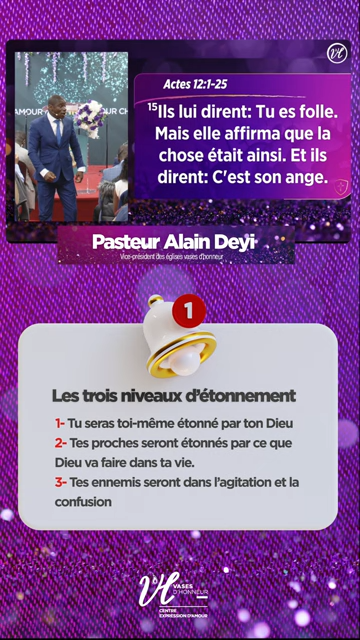 VH
Actes 12:1-25
15Ils lui dirent: Tu es folle.
Mais elle affirma que la
chose était ainsi. Et ils
dirent: C'est son ange.
AMOUR
Pasteur Alain Deyi
Vice-président des églises vases d'honneur
1
Les trois niveaux d'étonnement
1- Tu seras toi-même étonné par ton Dieu
2- Tes proches seront étonnés par ce que
Dieu va faire dans ta vie.
3- Tes ennemis seront dans l'agitation et la
confusion
VH
VASES
D'HONNEUR
CENTRE
EXPRESSION D'AMOUR